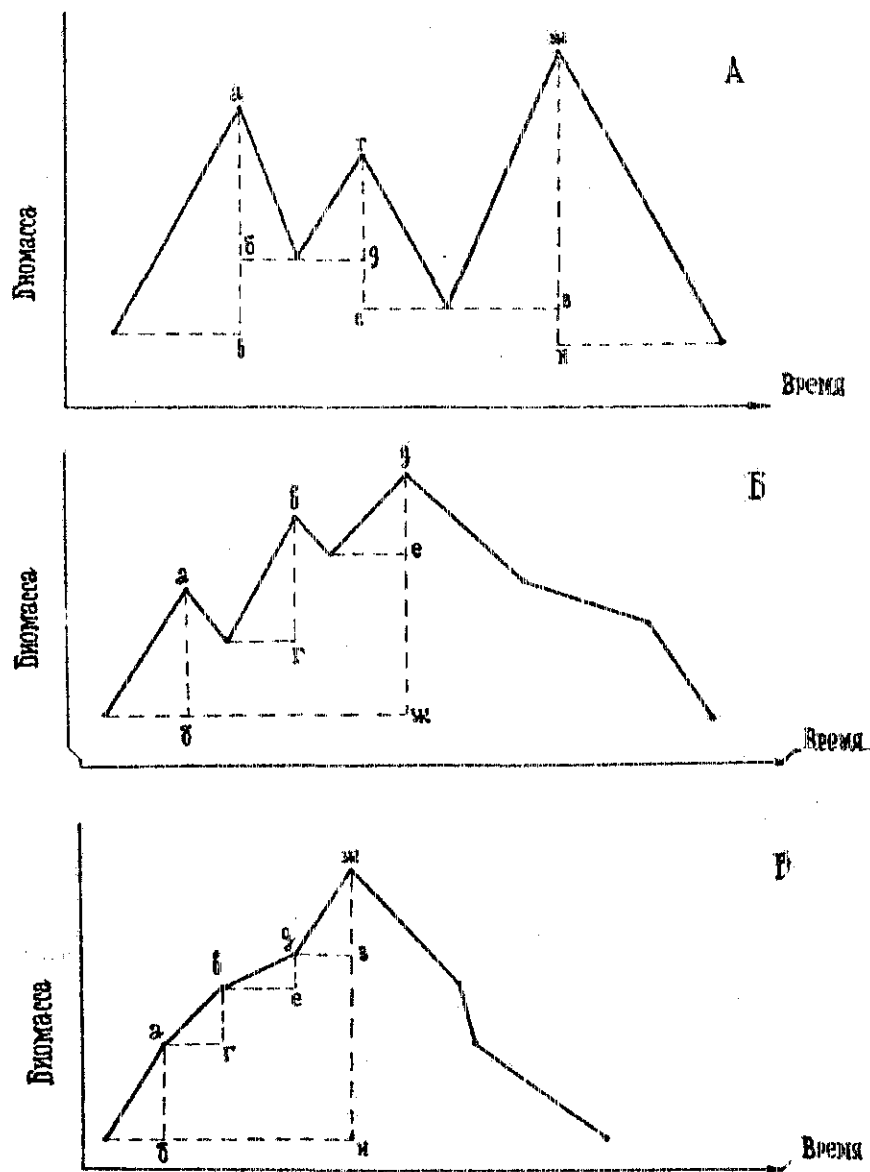 ж
А
а
г
Биомасса
б
д
е
з
в
и
Время
д
Б
в
а
е
Биомасса
г
б
ж
Время
ж
В
д
з
в
е
а
г
Биомасса
б
и
Время